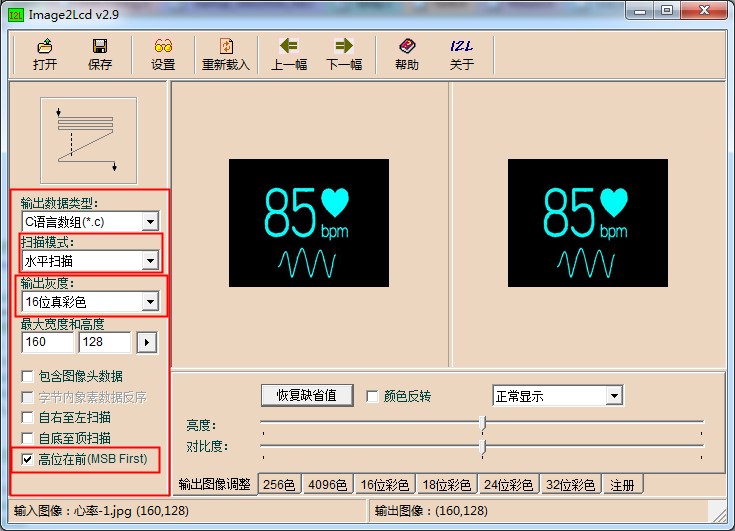 I2L Image2Lcd v2.9
I2L
打开 保存 设置 重新载入 上一幅 下一幅 帮助 关于
输出数据类型:
C语言数组(*.c)
扫描模式:
水平扫描
输出灰度:
16位真彩色
最大宽度和高度
160 128
包含图像头数据
字节内象素数据反序
自右至左扫描
自底至顶扫描
高位在前(MSB First)
85
bpm
85
bpm
恢复缺省值 颜色反转 正常显示
亮度:
对比度:
输出图像调整 256色 4096色 16位彩色 18位彩色 24位彩色 32位彩色 注册
输入图像:心率-1.jpg (160,128) 输出图像:(160,128)